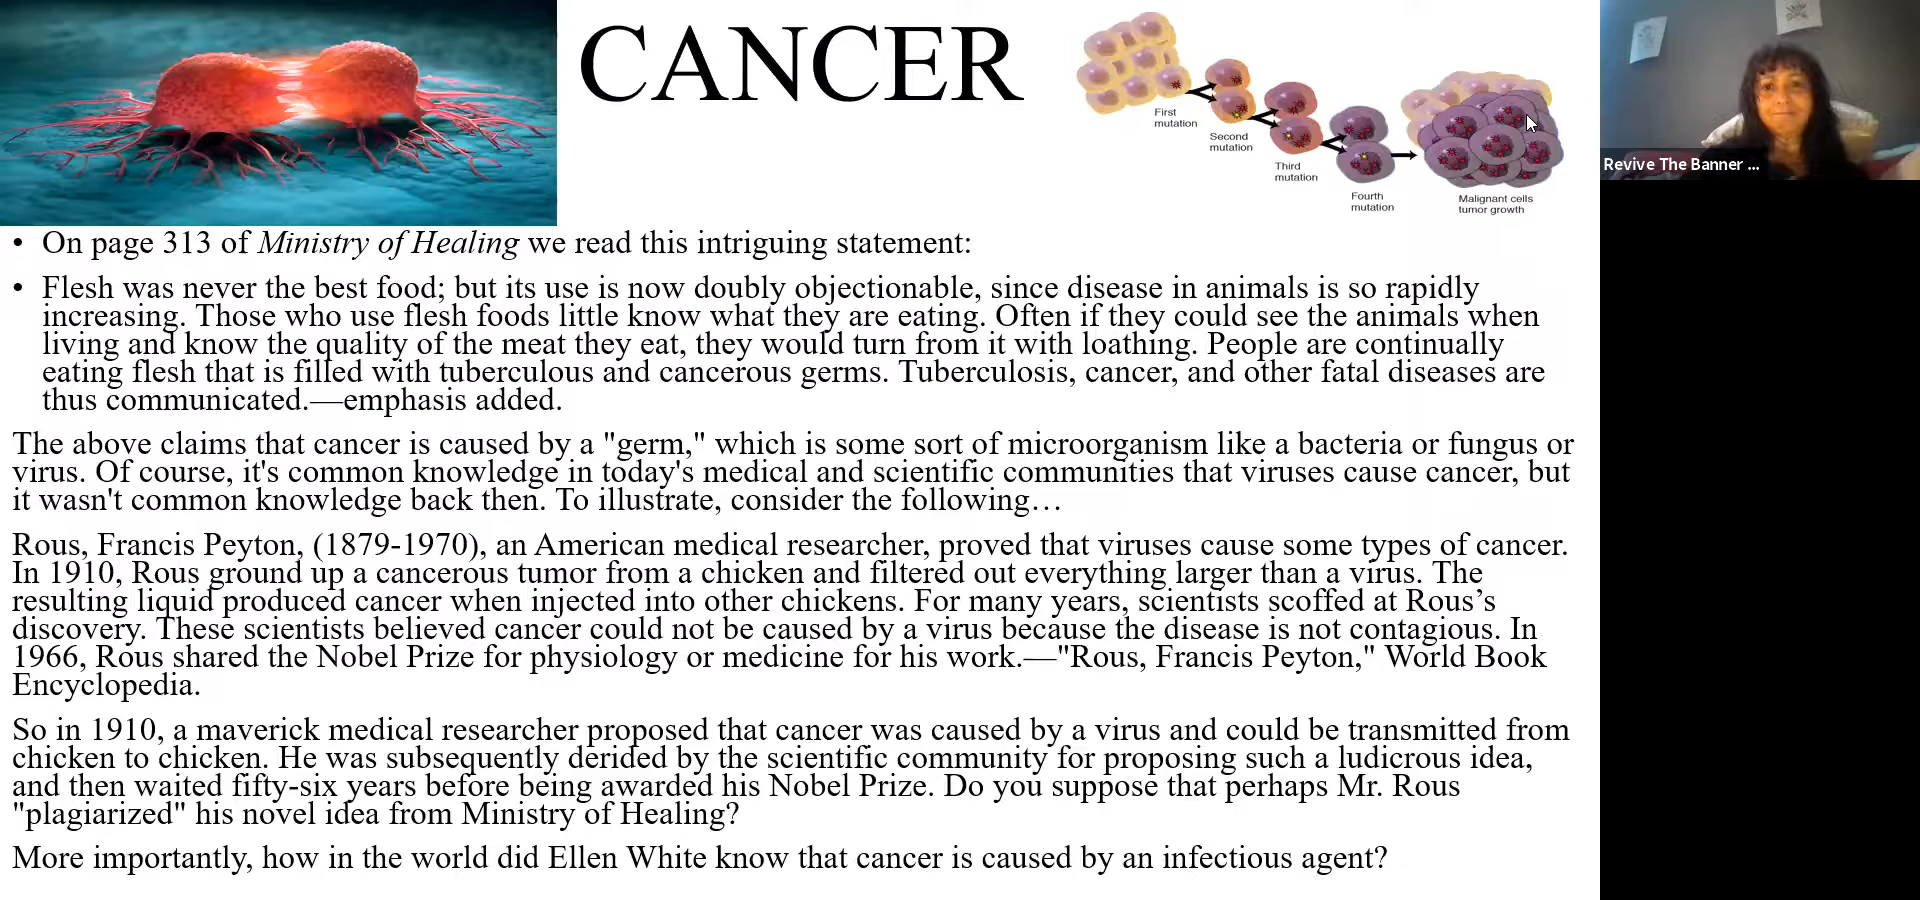 CANCER
First
mutation
Second
mutation
Third
mutation
Fourth
mutation
Malignant cells
tumor growth
Revive The Banner ...
• On page 313 of Ministry of Healing we read this intriguing statement:
• Flesh was never the best food; but its use is now doubly objectionable, since disease in animals is so rapidly
increasing. Those who use flesh foods little know what they are eating. Often if they could see the animals when
living and know the quality of the meat they eat, they would turn from it with loathing. People are continually
eating flesh that is filled with tuberculous and cancerous germs. Tuberculosis, cancer, and other fatal diseases are
thus communicated.—emphasis added.
The above claims that cancer is caused by a "germ," which is some sort of microorganism like a bacteria or fungus or
virus. Of course, it's common knowledge in today's medical and scientific communities that viruses cause cancer, but
it wasn't common knowledge back then. To illustrate, consider the following…
Rous, Francis Peyton, (1879-1970), an American medical researcher, proved that viruses cause some types of cancer.
In 1910, Rous ground up a cancerous tumor from a chicken and filtered out everything larger than a virus. The
resulting liquid produced cancer when injected into other chickens. For many years, scientists scoffed at Rous’s
discovery. These scientists believed cancer could not be caused by a virus because the disease is not contagious. In
1966, Rous shared the Nobel Prize for physiology or medicine for his work.—"Rous, Francis Peyton," World Book
Encyclopedia.
So in 1910, a maverick medical researcher proposed that cancer was caused by a virus and could be transmitted from
chicken to chicken. He was subsequently derided by the scientific community for proposing such a ludicrous idea,
and then waited fifty-six years before being awarded his Nobel Prize. Do you suppose that perhaps Mr. Rous
"plagiarized" his novel idea from Ministry of Healing?
More importantly, how in the world did Ellen White know that cancer is caused by an infectious agent?